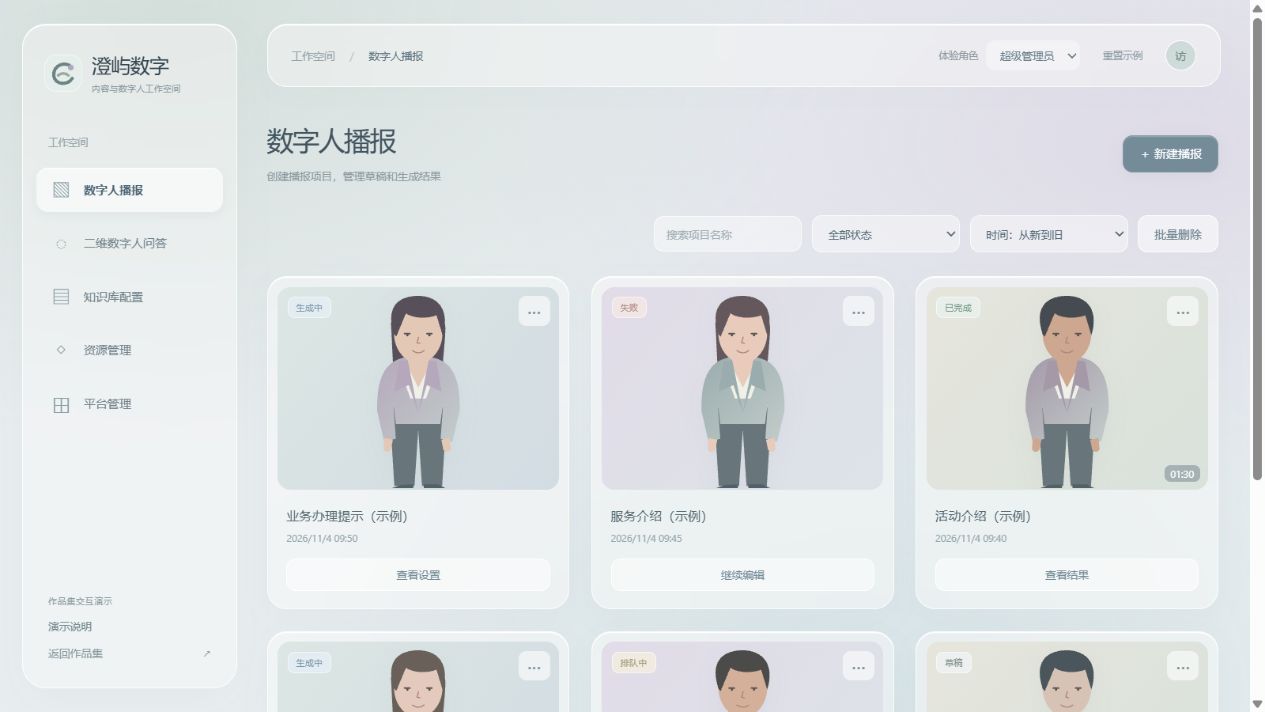 澄屿数字
内容与数字人工作空间
工作空间
数字人播报
二维数字人问答
知识库配置
资源管理
平台管理
作品集交互演示
演示说明
返回作品集 ↗
工作空间 / 数字人播报
体验角色 超级管理员 重置示例 访
数字人播报
创建播报项目，管理草稿和生成结果
+ 新建播报
搜索项目名称 全部状态 时间：从新到旧 批量删除
生成中 ...
业务办理提示（示例）
2026/11/4 09:50
查看设置
失败 ...
服务介绍（示例）
2026/11/4 09:45
继续编辑
已完成 ...
01:30
活动介绍（示例）
2026/11/4 09:40
查看结果
生成中 ...
排队中 ...
草稿 ...